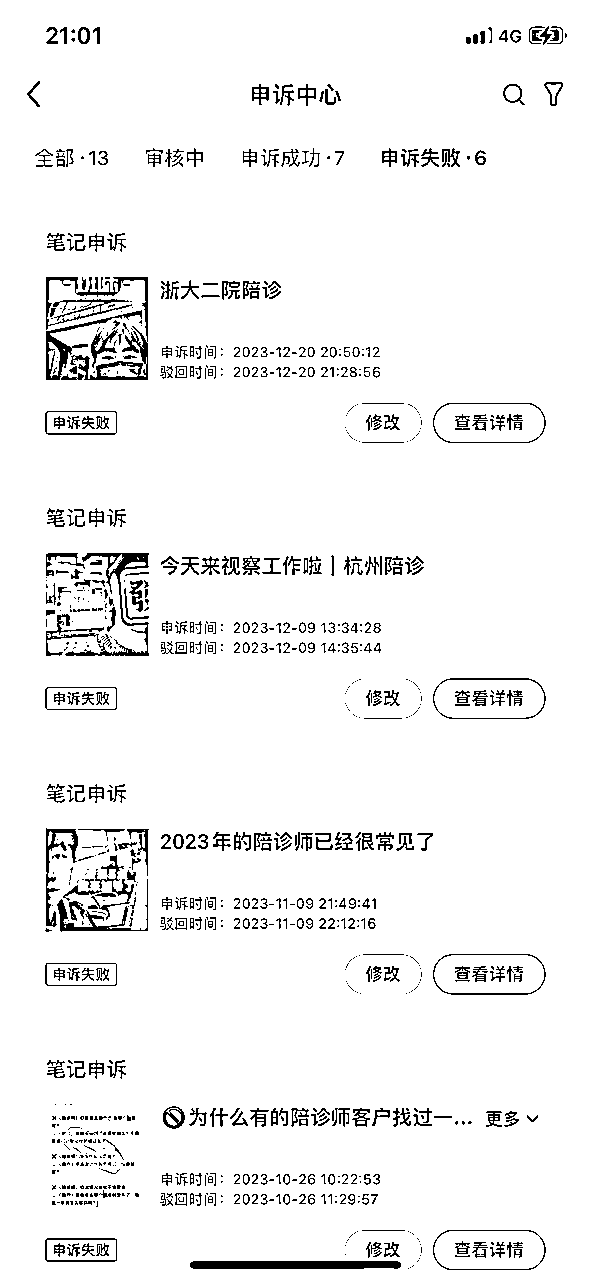 21:01
4G
申诉中心
全部·13 审核中 申诉成功·7 申诉失败·6
笔记申诉
浙大二院陪诊
申诉时间：2023-12-20 20:50:12
驳回时间：2023-12-20 21:28:56
申诉失败 修改 查看详情
笔记申诉
今天来视察工作啦｜杭州陪诊
申诉时间：2023-12-09 13:34:28
驳回时间：2023-12-09 14:35:44
申诉失败 修改 查看详情
笔记申诉
2023年的陪诊师已经很常见了
申诉时间：2023-11-09 21:49:41
驳回时间：2023-11-09 22:12:16
申诉失败 修改 查看详情
笔记申诉
🚫为什么有的陪诊师客户找过一... 更多
申诉时间：2023-10-26 10:22:53
驳回时间：2023-10-26 11:29:57
申诉失败 修改 查看详情